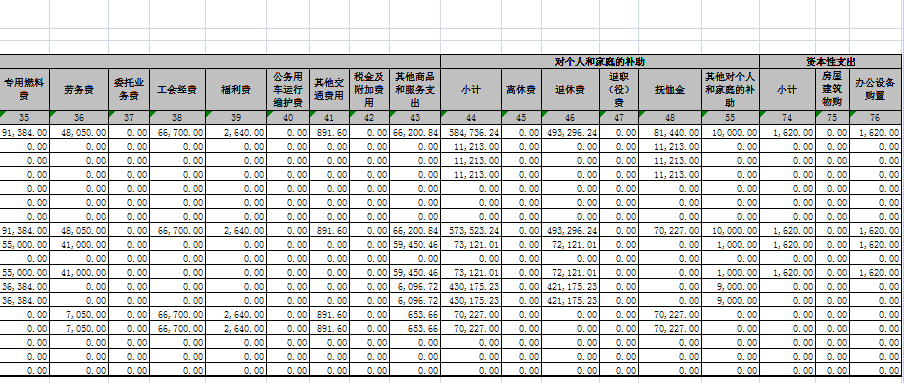 对个人和家庭的补助 资本性支出
专用燃料费 劳务费 委托业务费 工会经费 福利费 公务用车运行维护费 其他交通费用 税金及附加费用 其他商品和服务支出 小计 离休费 退休费 退职(役)费 抚恤金 其他对个人和家庭的补助 小计 房屋建筑物购 办公设备购置
35 36 37 38 39 40 41 42 43 44 45 46 47 48 55 74 75 76
91,384.00 48,050.00 0.00 66,700.00 2,640.00 0.00 891.60 0.00 66,200.84 584,736.24 0.00 493,296.24 0.00 81,440.00 10,000.00 1,620.00 0.00 1,620.00
0.00 0.00 0.00 0.00 0.00 0.00 0.00 0.00 0.00 11,213.00 0.00 0.00 0.00 11,213.00 0.00 0.00 0.00 0.00
0.00 0.00 0.00 0.00 0.00 0.00 0.00 0.00 0.00 11,213.00 0.00 0.00 0.00 11,213.00 0.00 0.00 0.00 0.00
0.00 0.00 0.00 0.00 0.00 0.00 0.00 0.00 0.00 11,213.00 0.00 0.00 0.00 11,213.00 0.00 0.00 0.00 0.00
0.00 0.00 0.00 0.00 0.00 0.00 0.00 0.00 0.00 0.00 0.00 0.00 0.00 0.00 0.00 0.00 0.00 0.00
0.00 0.00 0.00 0.00 0.00 0.00 0.00 0.00 0.00 0.00 0.00 0.00 0.00 0.00 0.00 0.00 0.00 0.00
0.00 0.00 0.00 0.00 0.00 0.00 0.00 0.00 0.00 0.00 0.00 0.00 0.00 0.00 0.00 0.00 0.00 0.00
91,384.00 48,050.00 0.00 66,700.00 2,640.00 0.00 891.60 0.00 66,200.84 573,523.24 0.00 493,296.24 0.00 70,227.00 10,000.00 1,620.00 0.00 1,620.00
55,000.00 41,000.00 0.00 0.00 0.00 0.00 0.00 0.00 59,450.46 73,121.01 0.00 72,121.01 0.00 0.00 1,000.00 1,620.00 0.00 1,620.00
0.00 0.00 0.00 0.00 0.00 0.00 0.00 0.00 0.00 0.00 0.00 0.00 0.00 0.00 0.00 0.00 0.00 0.00
55,000.00 41,000.00 0.00 0.00 0.00 0.00 0.00 0.00 59,450.46 73,121.01 0.00 72,121.01 0.00 0.00 1,000.00 1,620.00 0.00 1,620.00
36,384.00 0.00 0.00 0.00 0.00 0.00 0.00 0.00 6,096.72 430,175.23 0.00 421,175.23 0.00 0.00 9,000.00 0.00 0.00 0.00
36,384.00 0.00 0.00 0.00 0.00 0.00 0.00 0.00 6,096.72 430,175.23 0.00 421,175.23 0.00 0.00 9,000.00 0.00 0.00 0.00
0.00 7,050.00 0.00 66,700.00 2,640.00 0.00 891.60 0.00 653.66 70,227.00 0.00 0.00 0.00 70,227.00 0.00 0.00 0.00 0.00
0.00 7,050.00 0.00 66,700.00 2,640.00 0.00 891.60 0.00 653.66 70,227.00 0.00 0.00 0.00 70,227.00 0.00 0.00 0.00 0.00
0.00 0.00 0.00 0.00 0.00 0.00 0.00 0.00 0.00 0.00 0.00 0.00 0.00 0.00 0.00 0.00 0.00 0.00
0.00 0.00 0.00 0.00 0.00 0.00 0.00 0.00 0.00 0.00 0.00 0.00 0.00 0.00 0.00 0.00 0.00 0.00
0.00 0.00 0.00 0.00 0.00 0.00 0.00 0.00 0.00 0.00 0.00 0.00 0.00 0.00 0.00 0.00 0.00 0.00